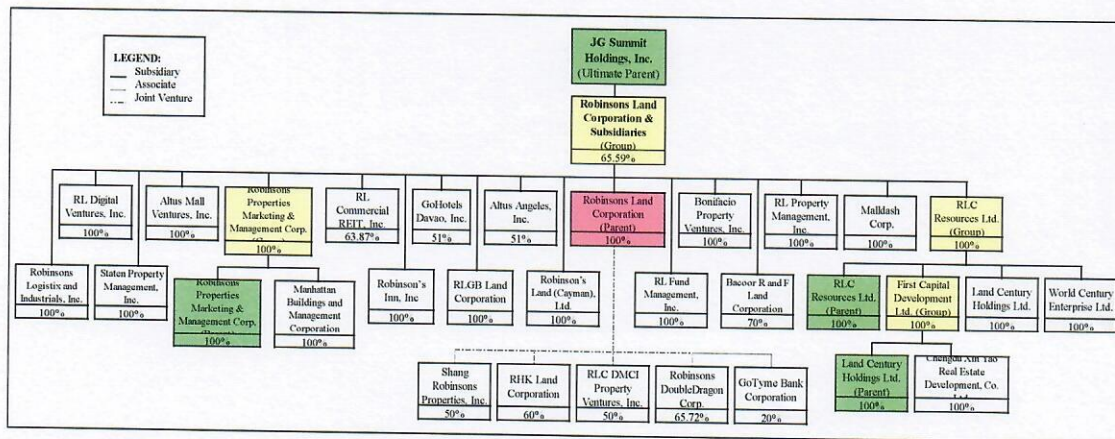 LEGEND:
Subsidiary
Associate
Joint Venture
JG Summit
Holdings, Inc.
(Ultimate Parent)
Robinsons Land
Corporation &
Subsidiaries
(Group)
65.59%
RL Digital
Ventures, Inc.
100%
Altus Mall
Ventures, Inc.
100%
Robinsons
Properties
Marketing &
Management Corp.
100%
RL
Commercial
REIT, Inc.
63.87%
GoHotels
Davao, Inc.
51%
Altus Angeles,
Inc.
51%
Robinsons Land
Corporation
(Parent)
100%
Bonifacio
Property
Ventures, Inc.
100%
RL Property
Management,
Inc.
100%
Malldash
Corp.
100%
RLC
Resources Ltd.
(Group)
100%
Robinsons
Logistix and
Industrials, Inc.
100%
Staten Property
Management,
Inc.
100%
Robinsons
Properties
Marketing &
Management Corp.
100%
Manhattan
Buildings and
Management
Corporation
100%
Robinson's
Inn, Inc
100%
RLGB Land
Corporation
100%
Robinson's
Land (Cayman),
Ltd.
100%
RL Fund
Management,
Inc.
100%
Bacoor R and F
Land
Corporation
70%
RLC
Resources Ltd.
(Parent)
100%
First Capital
Development
Ltd. (Group)
100%
Land Century
Holdings Ltd.
100%
World Century
Enterprise Ltd.
100%
Shang
Robinsons
Properties, Inc.
50%
RHK Land
Corporation
60%
RLC DMCI
Property
Ventures, Inc.
50%
Robinsons
DoubleDragon
Corp.
65.72%
GoTyme Bank
Corporation
20%
Land Century
Holdings Ltd.
(Parent)
100%
Chengdu Xin Yao
Real Estate
Development, Co.
100%